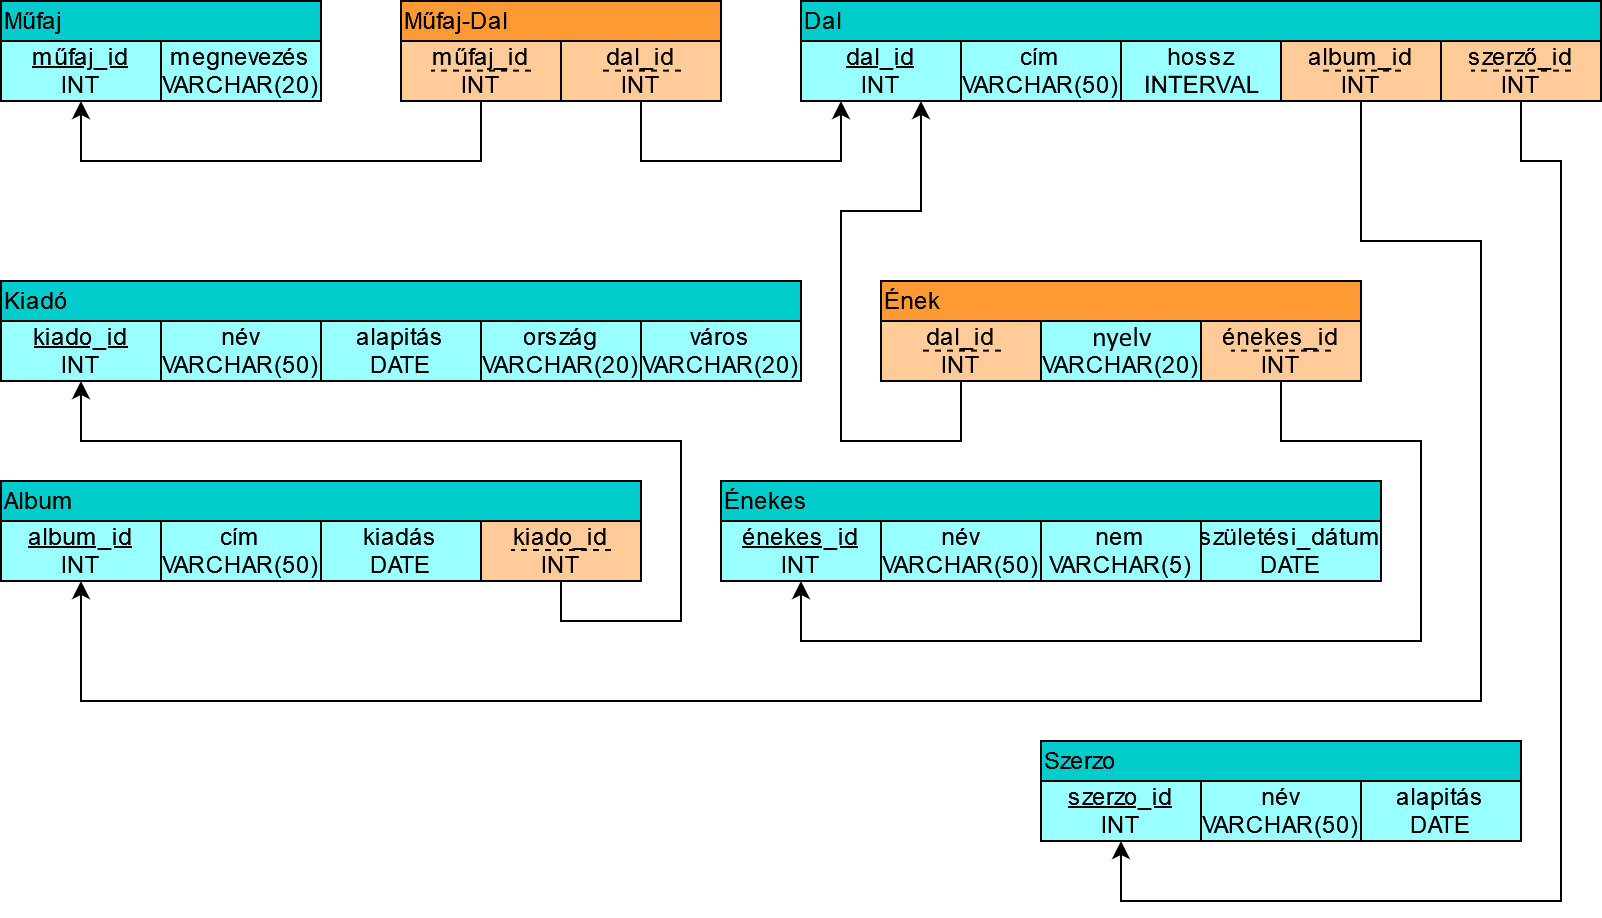 Műfaj
műfaj_id
INT
megnevezés
VARCHAR(20)
Műfaj-Dal
műfaj_id
INT
dal_id
INT
Dal
dal_id
INT
cím
VARCHAR(50)
hossz
INTERVAL
album_id
INT
szerző_id
INT
Kiadó
kiado_id
INT
név
VARCHAR(50)
alapitás
DATE
ország
VARCHAR(20)
város
VARCHAR(20)
Ének
dal_id
INT
nyelv
VARCHAR(20)
énekes_id
INT
Album
album_id
INT
cím
VARCHAR(50)
kiadás
DATE
kiado_id
INT
Énekes
énekes_id
INT
név
VARCHAR(50)
nem
VARCHAR(5)
születési_dátum
DATE
Szerzo
szerzo_id
INT
név
VARCHAR(50)
alapitás
DATE